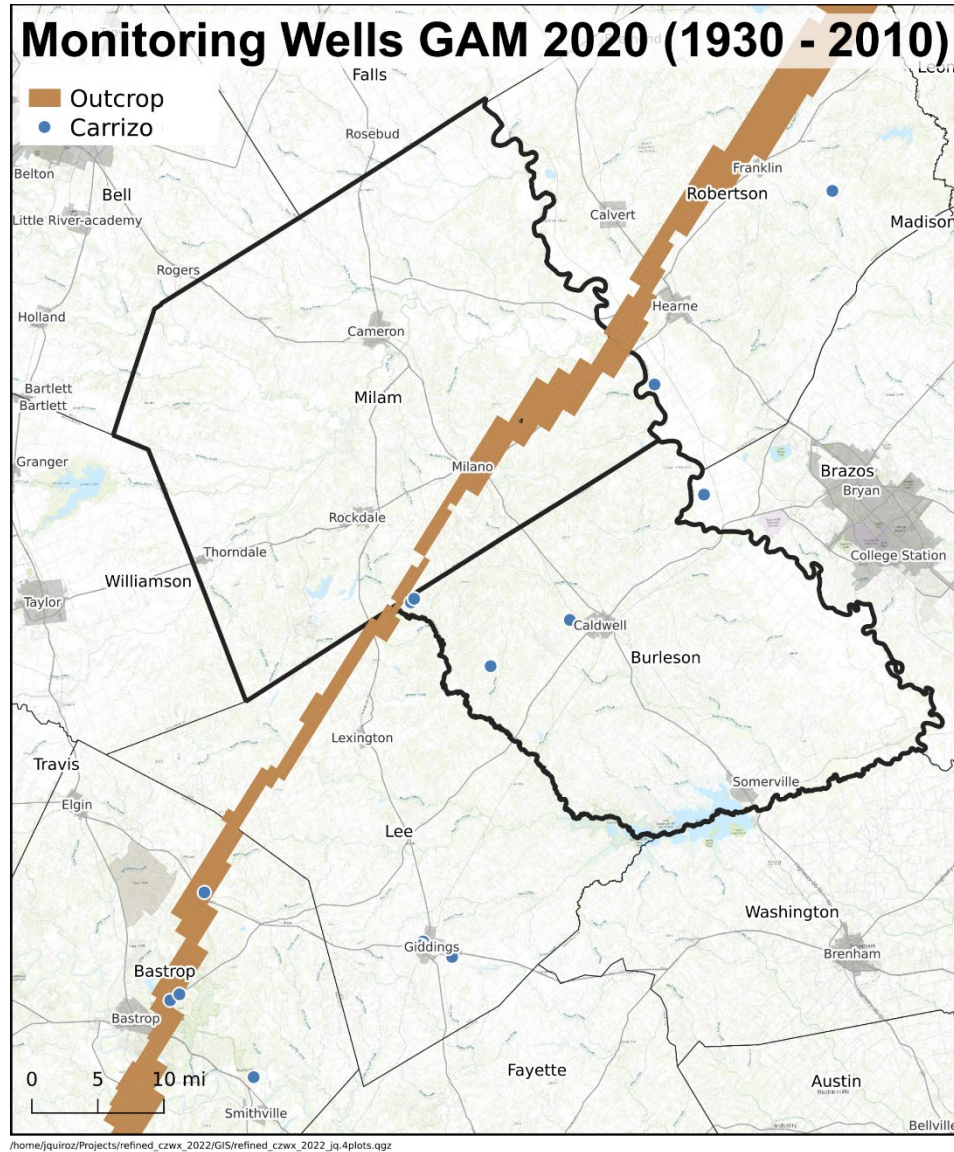 Monitoring Wells GAM 2020 (1930 - 2010)
Outcrop
Carrizo
Falls
Leon
Rosebud
Belton
Bell
Franklin
Robertson
Little River-academy
Calvert
Madison
Rogers
Holland
Hearne
Cameron
Bartlett
Bartlett
Milam
Granger
Milano
Brazos
Bryan
Rockdale
College Station
Thorndale
Williamson
Taylor
Caldwell
Burleson
Lexington
Travis
Elgin
Somerville
Lee
Washington
Giddings
Brenham
Bastrop
Bastrop
Fayette
Austin
0 5 10 mi
Smithville
Industry
Bellville
/home/jquiroz/Projects/refined_czwx_2022/GIS/refined_czwx_2022_jq.4plots.qgz